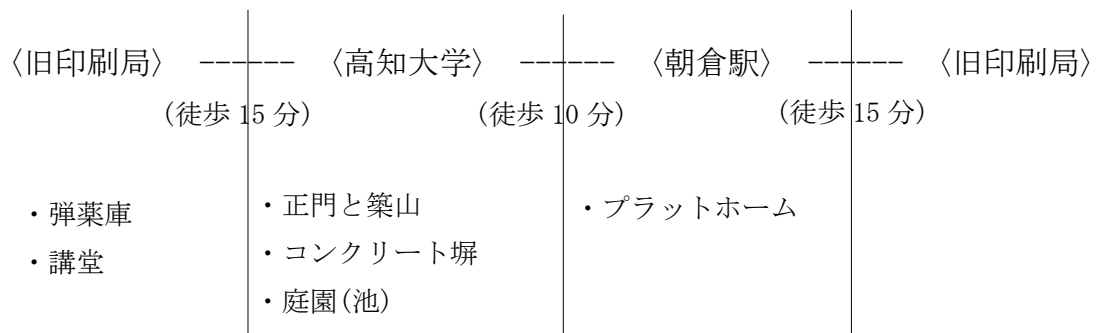 〈旧印刷局〉 ------ 〈高知大学〉 ------ 〈朝倉駅〉 ------ 〈旧印刷局〉
(徒歩 15 分) (徒歩 10 分) (徒歩 15 分)
・弾薬庫
・講堂
・正門と築山
・コンクリート塀
・庭園(池)
・プラットホーム